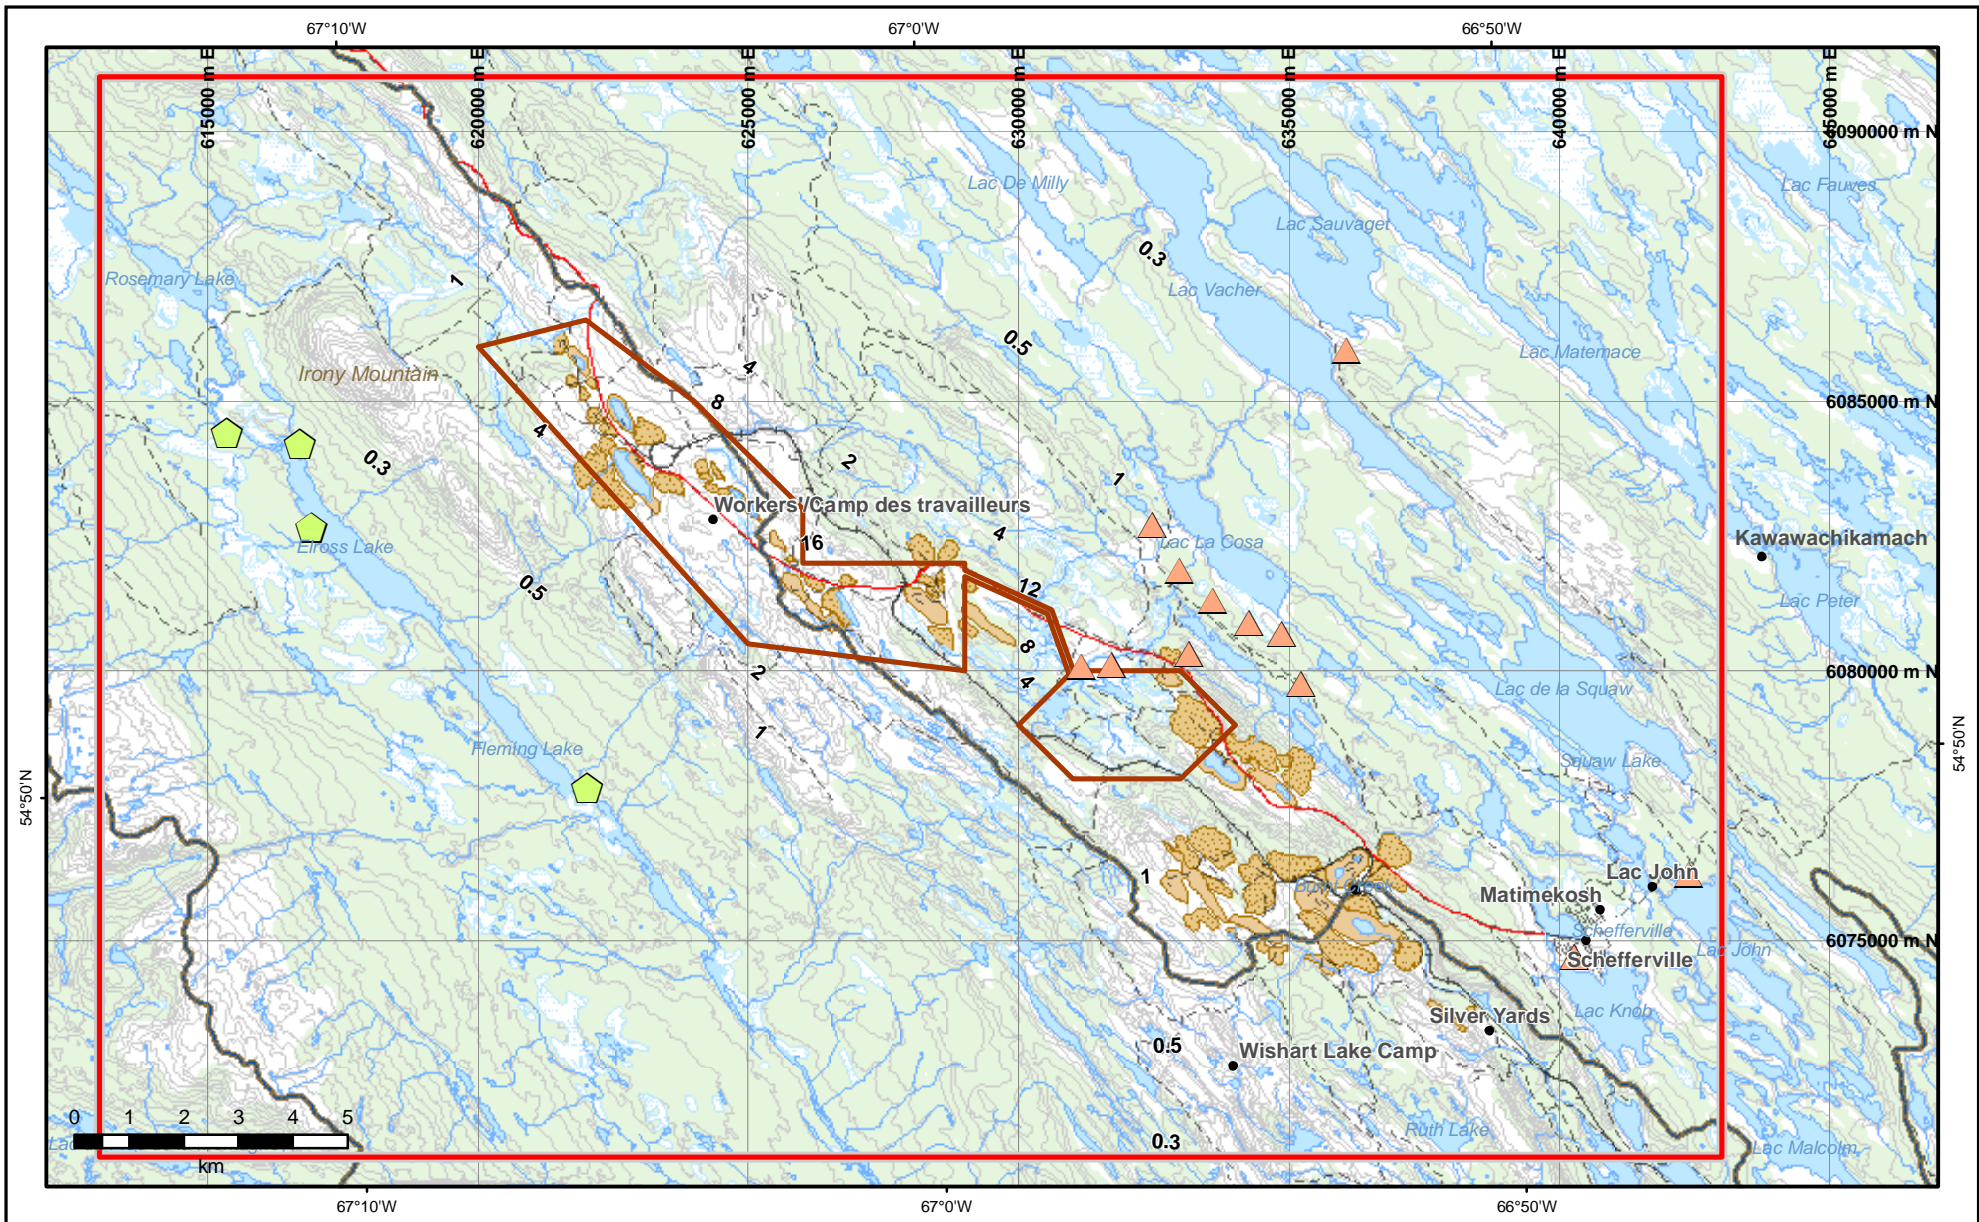 67°10'W
67°0'W
66°50'W
615000 m E
620000 m E
625000 m E
630000 m E
635000 m E
640000 m E
6090000 m N
Lac De Milly
Lac Fauves
Lac Sauvaget
0.3
Rosemary Lake
1
Lac Vacher
0.5
Lac Matemace
4
Irony Mountain
8
6085000 m N
4
0.3
2
1
Workers'/Camp des travailleurs
4
16
Lac La Cosa
Kawawachikamach
Elross Lake
0.5
12
Lac Peter
8
2
4
6080000 m N
Lac de la Squaw
1
Fleming Lake
Squaw Lake
54°50'N
54°50'N
1
Lac John
Burnt Creek
2
Matimekosh
Schefferville
6075000 m N
Lac John
Schefferville
Silver Yards
Lac Knob
0.5
Wishart Lake Camp
0 1 2 3 4 5
km
0.3
Ruth Lake
Lac Malcolm
67°10'W
67°0'W
66°50'W